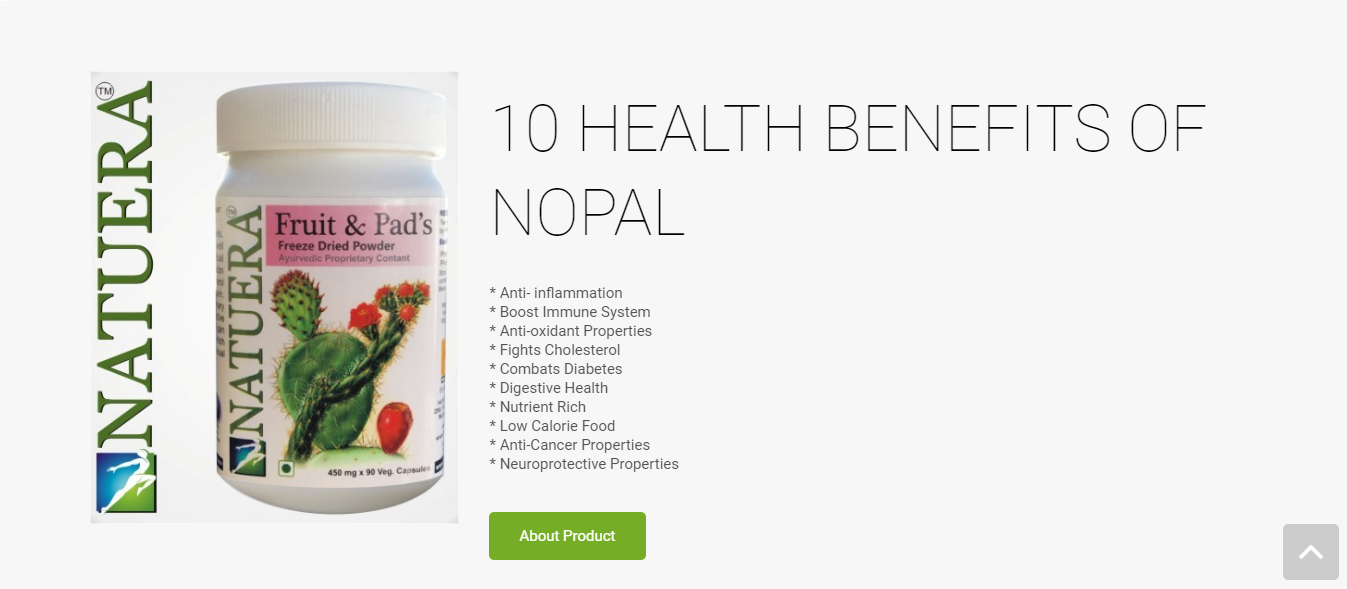 TM
NATUERA
TM
NATUERA
Fruit & Pad's
Freeze Dried Powder
Ayurvedic Proprietary Contant
450 mg x 90 Veg. Capsules
10 HEALTH BENEFITS OF
NOPAL
* Anti- inflammation
* Boost Immune System
* Anti-oxidant Properties
* Fights Cholesterol
* Combats Diabetes
* Digestive Health
* Nutrient Rich
* Low Calorie Food
* Anti-Cancer Properties
* Neuroprotective Properties
About Product